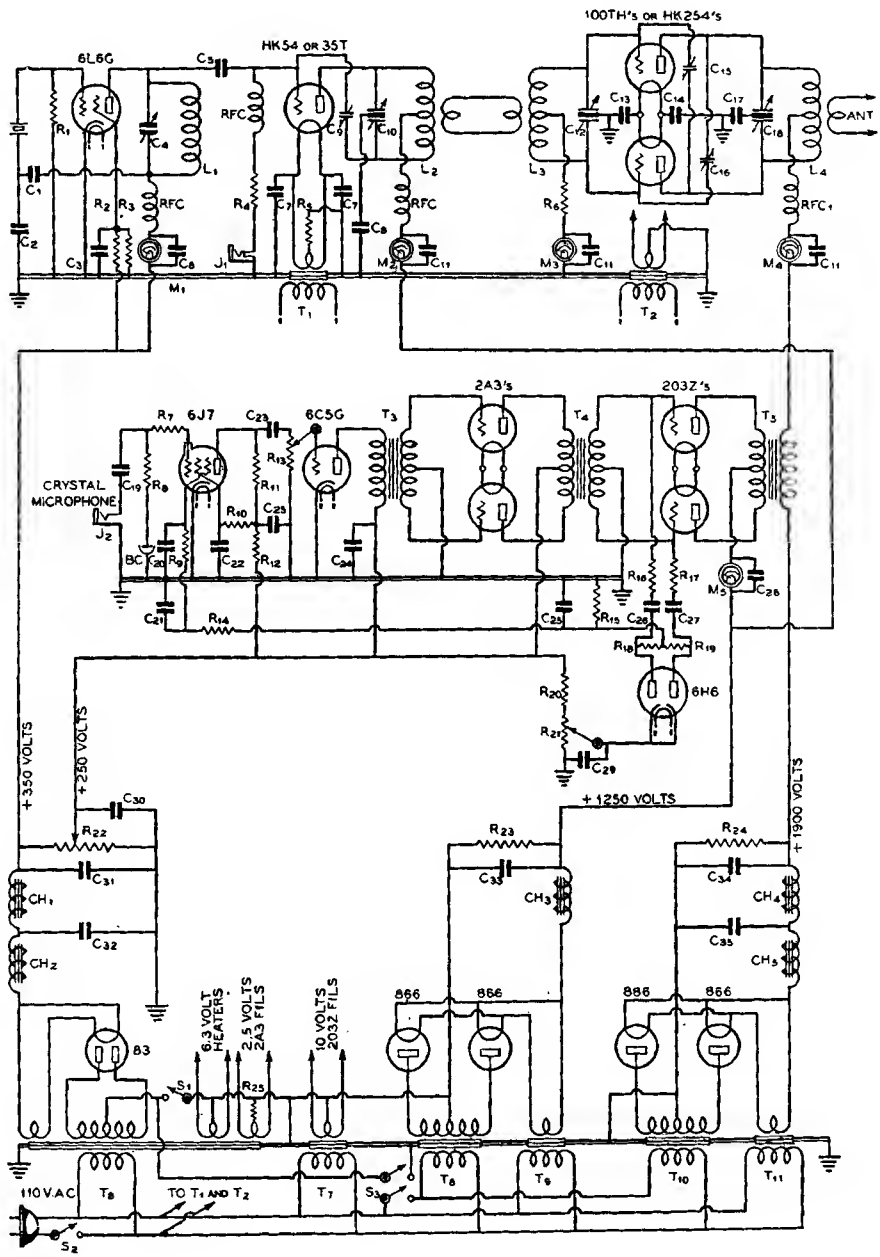 100TH's OR HK254's
6L6G
C5
HK54 OR 35T
RFC
C15
R1
C4
L1
C9
C10
L2
L3
C12
C13
C14
C17
C18
L4
ANT
C1
R2
R3
RFC
R4
C7
R5
C7
RFC
R6
C16
RFC1
C2
C3
C6
J1
C8
M2
C11
M3
C11
M4
C11
M1
T1
T2
2A3's
203Z's
R7
6J7
C23
6C5G
T3
T4
T5
R13
CRYSTAL
MICROPHONE
C19
R8
R11
J2
BC
C20
R9
R10
C22
C25
R12
C24
R16
R17
M5
C28
C21
R14
C25
R15
C26
C27
R18
R19
6H6
R20
R21
C29
+350 VOLTS
+250 VOLTS
+1250 VOLTS
+1900 VOLTS
C30
R22
R23
R24
C31
C33
C34
CH1
CH3
CH4
C32
C35
CH2
CH5
83
6.3 VOLT
HEATERS
2.5 VOLTS
2A3 FILS
10 VOLTS
203Z FILS
866
866
886
866
S1
R25
110 V. AC
T8
TO T1 AND T2
T7
S3
T6
T9
T10
T11
S2